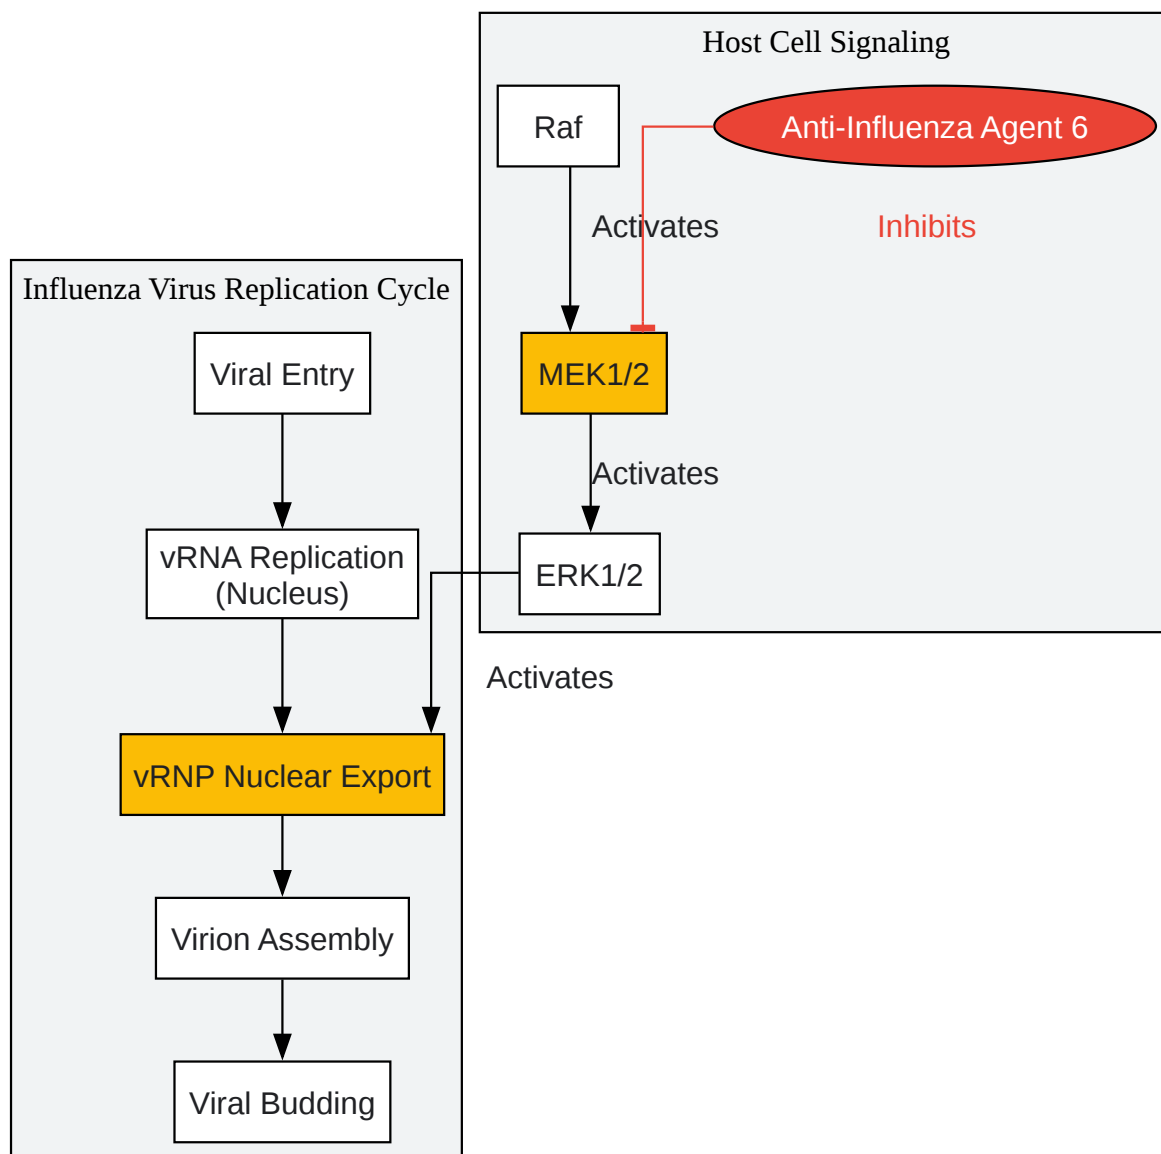 Host Cell Signaling
Raf
Anti-Influenza Agent 6
Activates
Inhibits
MEK1/2
Activates
ERK1/2
Activates
Influenza Virus Replication Cycle
Viral Entry
vRNA Replication
(Nucleus)
vRNP Nuclear Export
Virion Assembly
Viral Budding